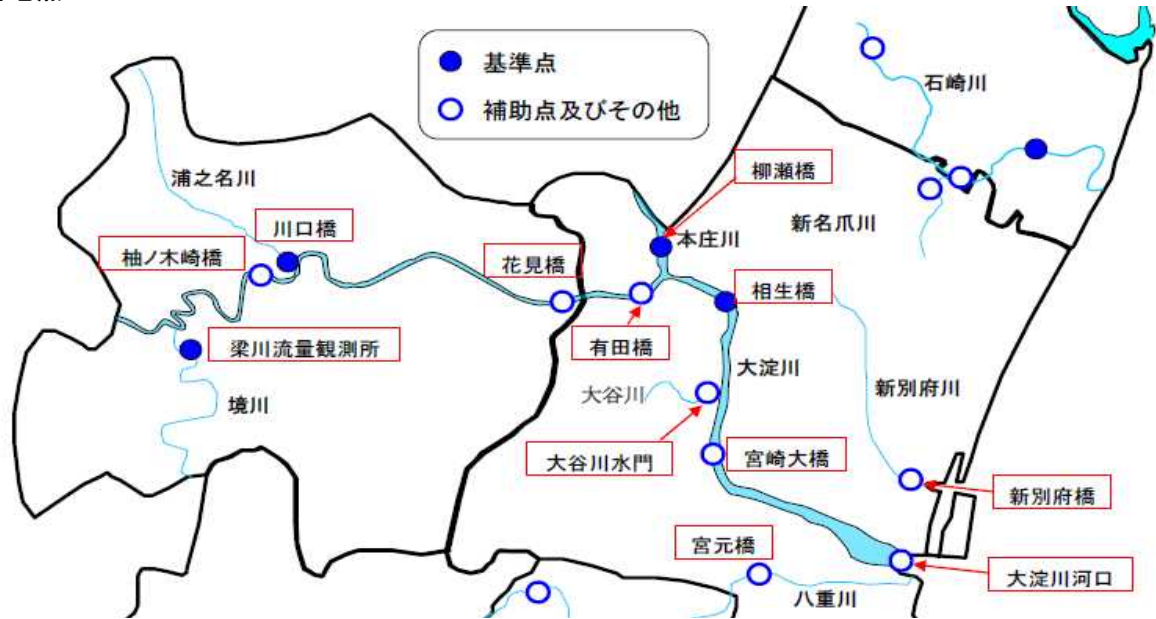 基準点
補助点及びその他
石崎川
柳瀬橋
浦之名川
川口橋
本庄川
新名爪川
柚ノ木崎橋
花見橋
相生橋
梁川流量観測所
有田橋
大淀川
大谷川
新別府川
境川
大谷川水門
宮崎大橋
新別府橋
宮元橋
大淀川河口
八重川